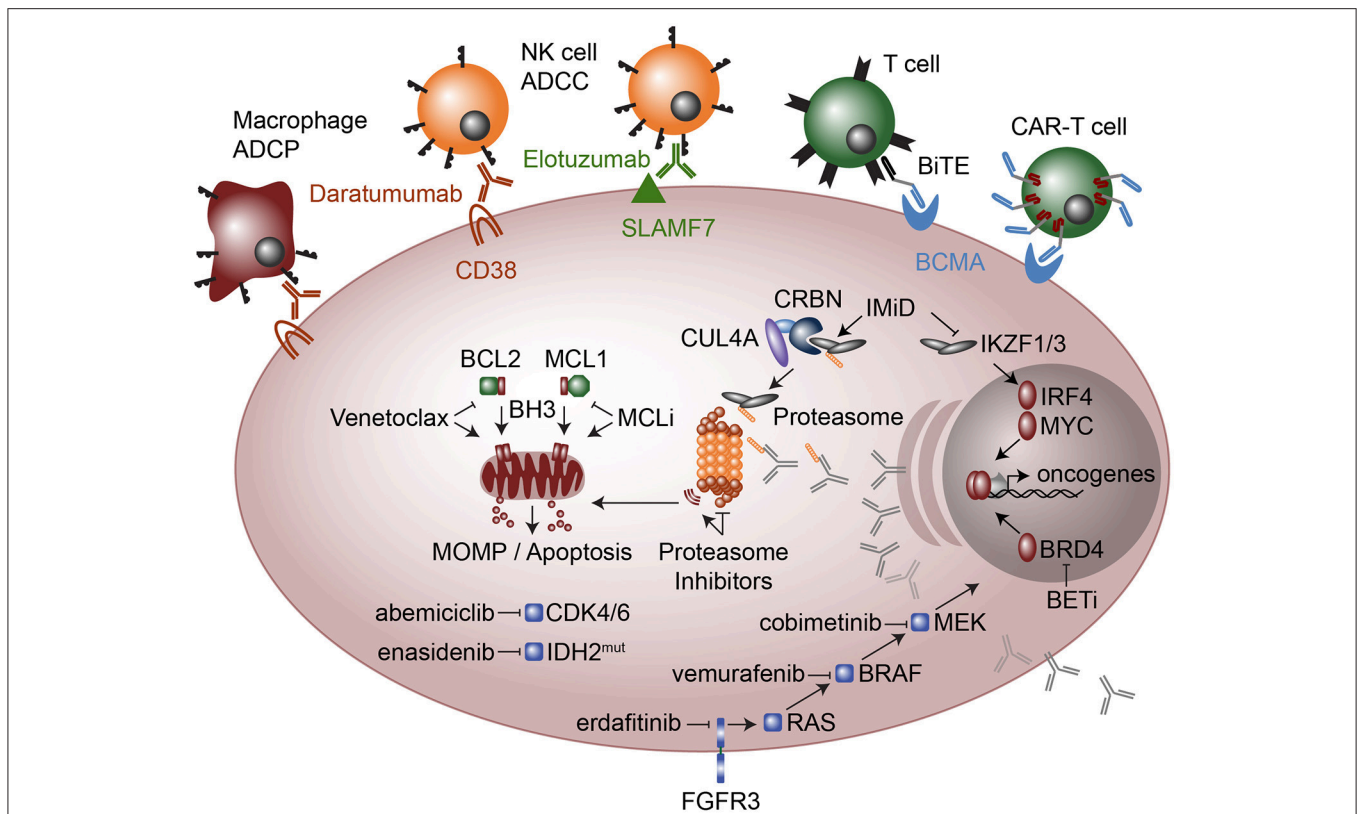 NK cell
ADCC
T cell
Macrophage
ADCP
CAR-T cell
Elotuzumab
BiTE
Daratumumab
SLAMF7
CD38
BCMA
CRBN
IMiD
CUL4A
IKZF1/3
BCL2
MCL1
IRF4
BH3
Venetoclax
MCLi
Proteasome
MYC
oncogenes
MOMP / Apoptosis
Proteasome
Inhibitors
BRD4
BETi
abemiciclib
CDK4/6
cobimetinib
MEK
enasidenib
IDH2ᵐᵘᵗ
vemurafenib
BRAF
erdafitinib
RAS
FGFR3